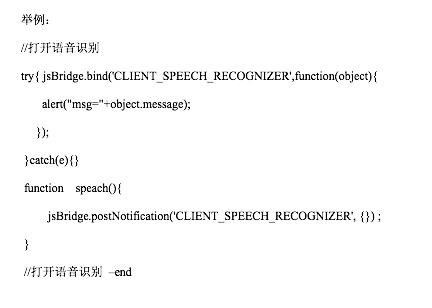 举例：
//打开语音识别
try{ jsBridge.bind('CLIENT_SPEECH_RECOGNIZER',function(object){
alert("msg="+object.message);
});
}catch(e){}
function speach(){
jsBridge.postNotification('CLIENT_SPEECH_RECOGNIZER', {}) ;
}
//打开语音识别 –end